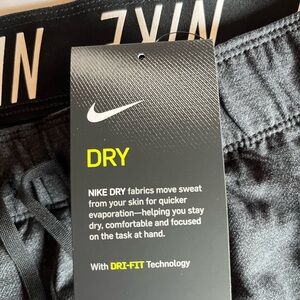 DRY
NIKE DRY fabrics move sweat
from your skin for quicker
evaporation—helping you stay
dry, comfortable and focused
on the task at hand.
With DRI-FIT Technology